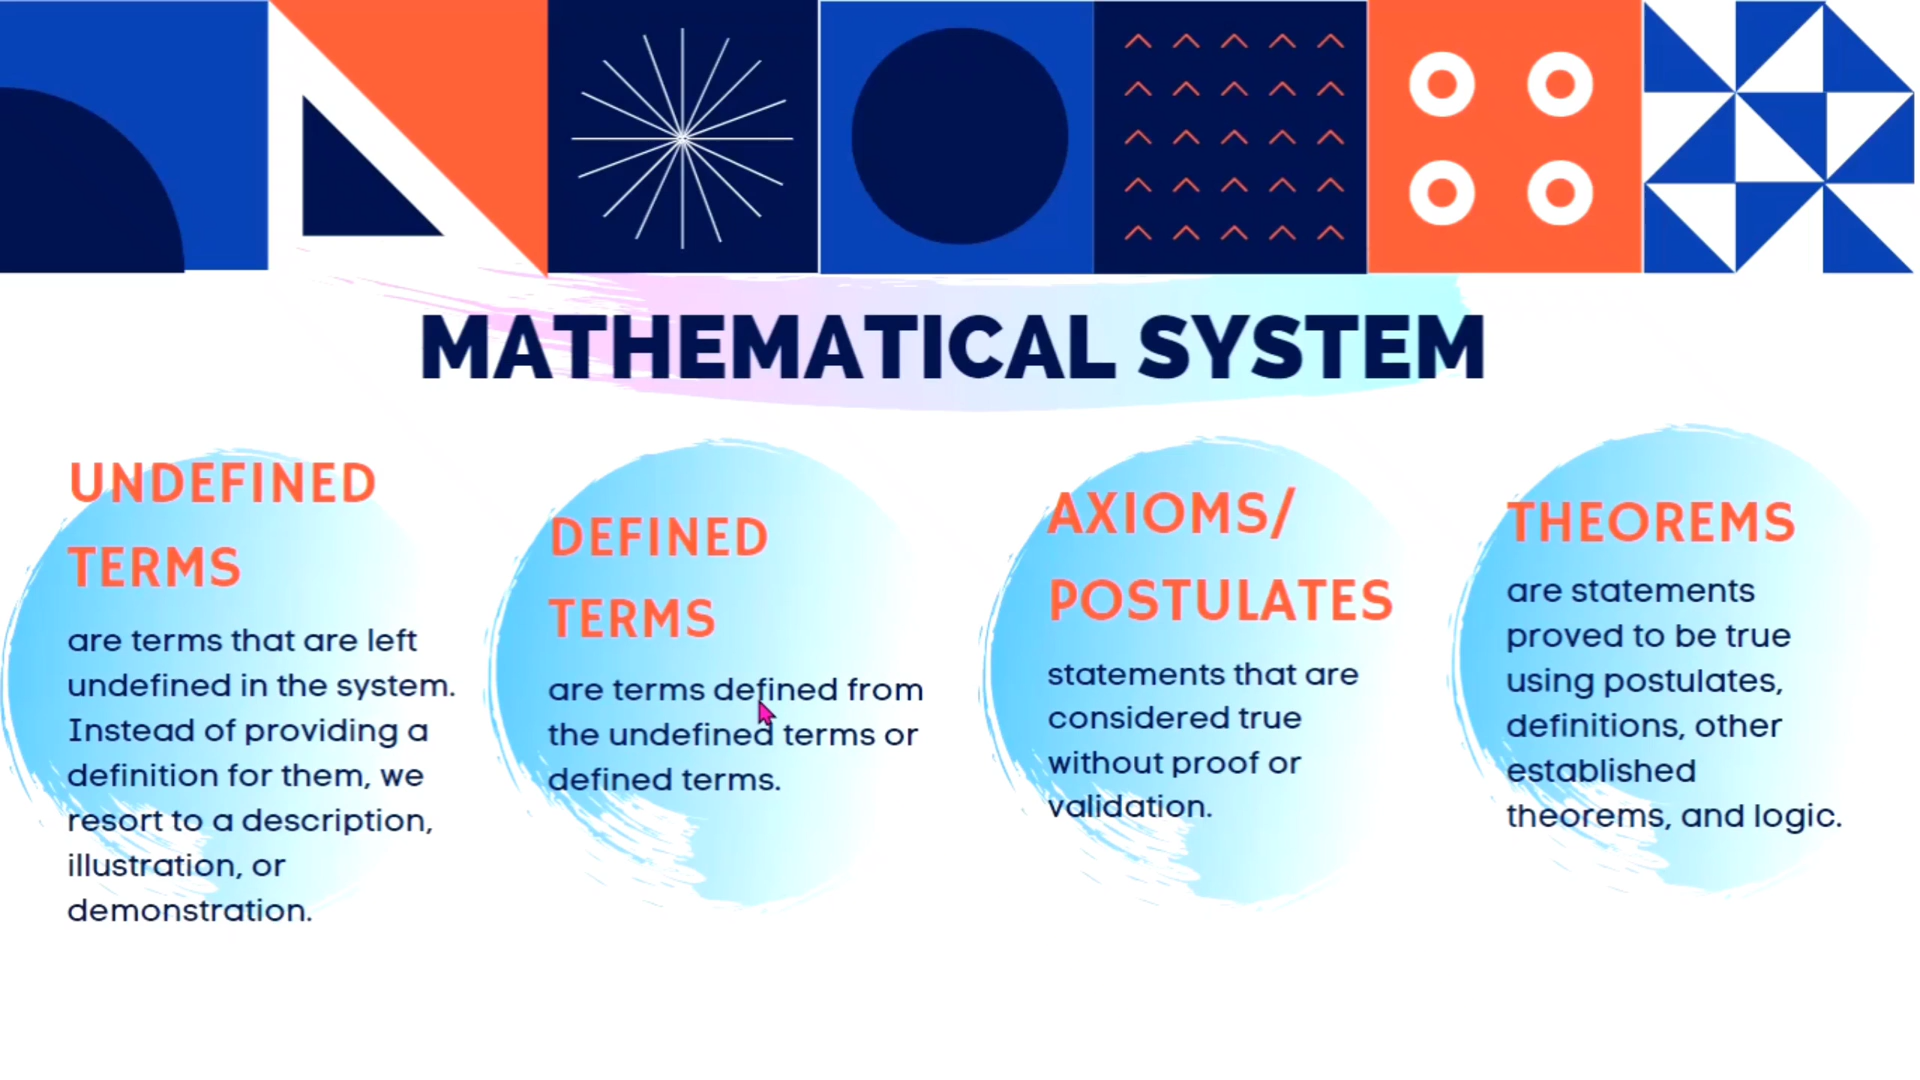 MATHEMATICAL SYSTEM
UNDEFINED
TERMS
are terms that are left
undefined in the system.
Instead of providing a
definition for them, we
resort to a description,
illustration, or
demonstration.
DEFINED
TERMS
are terms defined from
the undefined terms or
defined terms.
AXIOMS/
POSTULATES
statements that are
considered true
without proof or
validation.
THEOREMS
are statements
proved to be true
using postulates,
definitions, other
established
theorems, and logic.